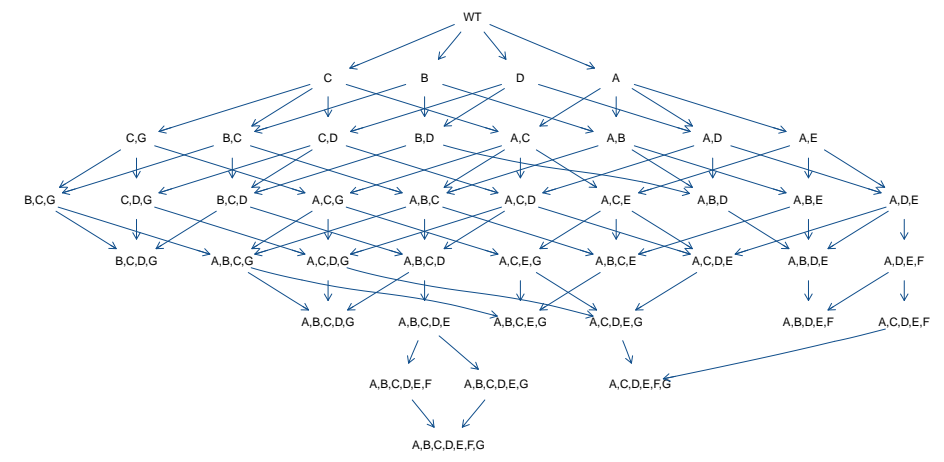 WT
C B D A
C,G B,C C,D B,D A,C A,B A,D A,E
B,C,G C,D,G B,C,D A,C,G A,B,C A,C,D A,C,E A,B,D A,B,E A,D,E
B,C,D,G A,B,C,G A,C,D,G A,B,C,D A,C,E,G A,B,C,E A,C,D,E A,B,D,E A,D,E,F
A,B,C,D,G A,B,C,D,E A,B,C,E,G A,C,D,E,G A,B,D,E,F A,C,D,E,F
A,B,C,D,E,F A,B,C,D,E,G A,C,D,E,F,G
A,B,C,D,E,F,G